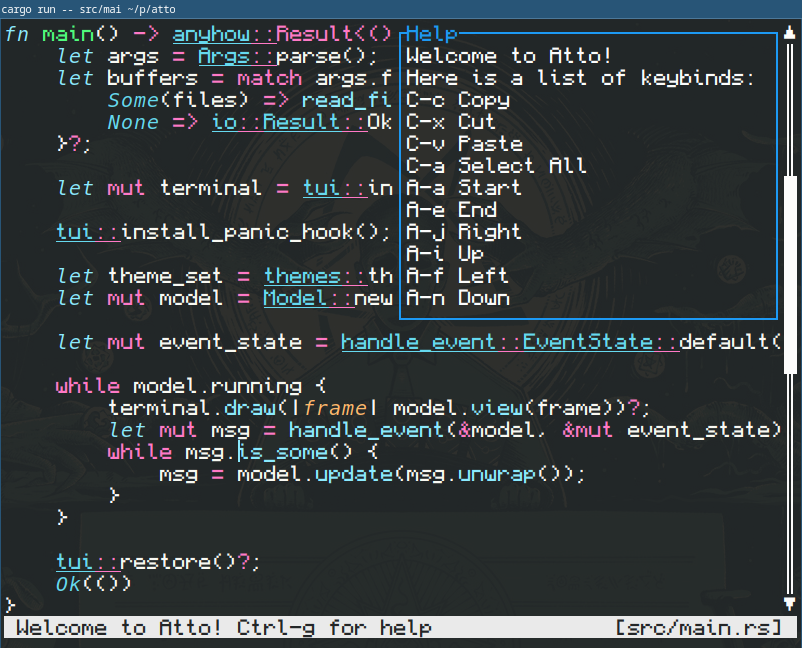 cargo run -- src/mai ~/p/atto
fn main() -> anyhow::Result<()
    let args = Args::parse();
    let buffers = match args.f
        Some(files) => read_fi
        None => io::Result::Ok
    }?;
    let mut terminal = tui::in
    tui::install_panic_hook();
    let theme_set = themes::th
    let mut model = Model::new
    let mut event_state = handle_event::EventState::default(
    while model.running {
        terminal.draw(|frame| model.view(frame))?;
        let mut msg = handle_event(&model, &mut event_state)
        while msg.is_some() {
            msg = model.update(msg.unwrap());
        }
    }
    tui::restore()?;
    Ok(())
}
Help
Welcome to Atto!
Here is a list of keybinds:
C-c Copy
C-x Cut
C-v Paste
C-a Select All
A-a Start
A-e End
A-j Right
A-i Up
A-f Left
A-n Down
Welcome to Atto! Ctrl-g for help [src/main.rs]